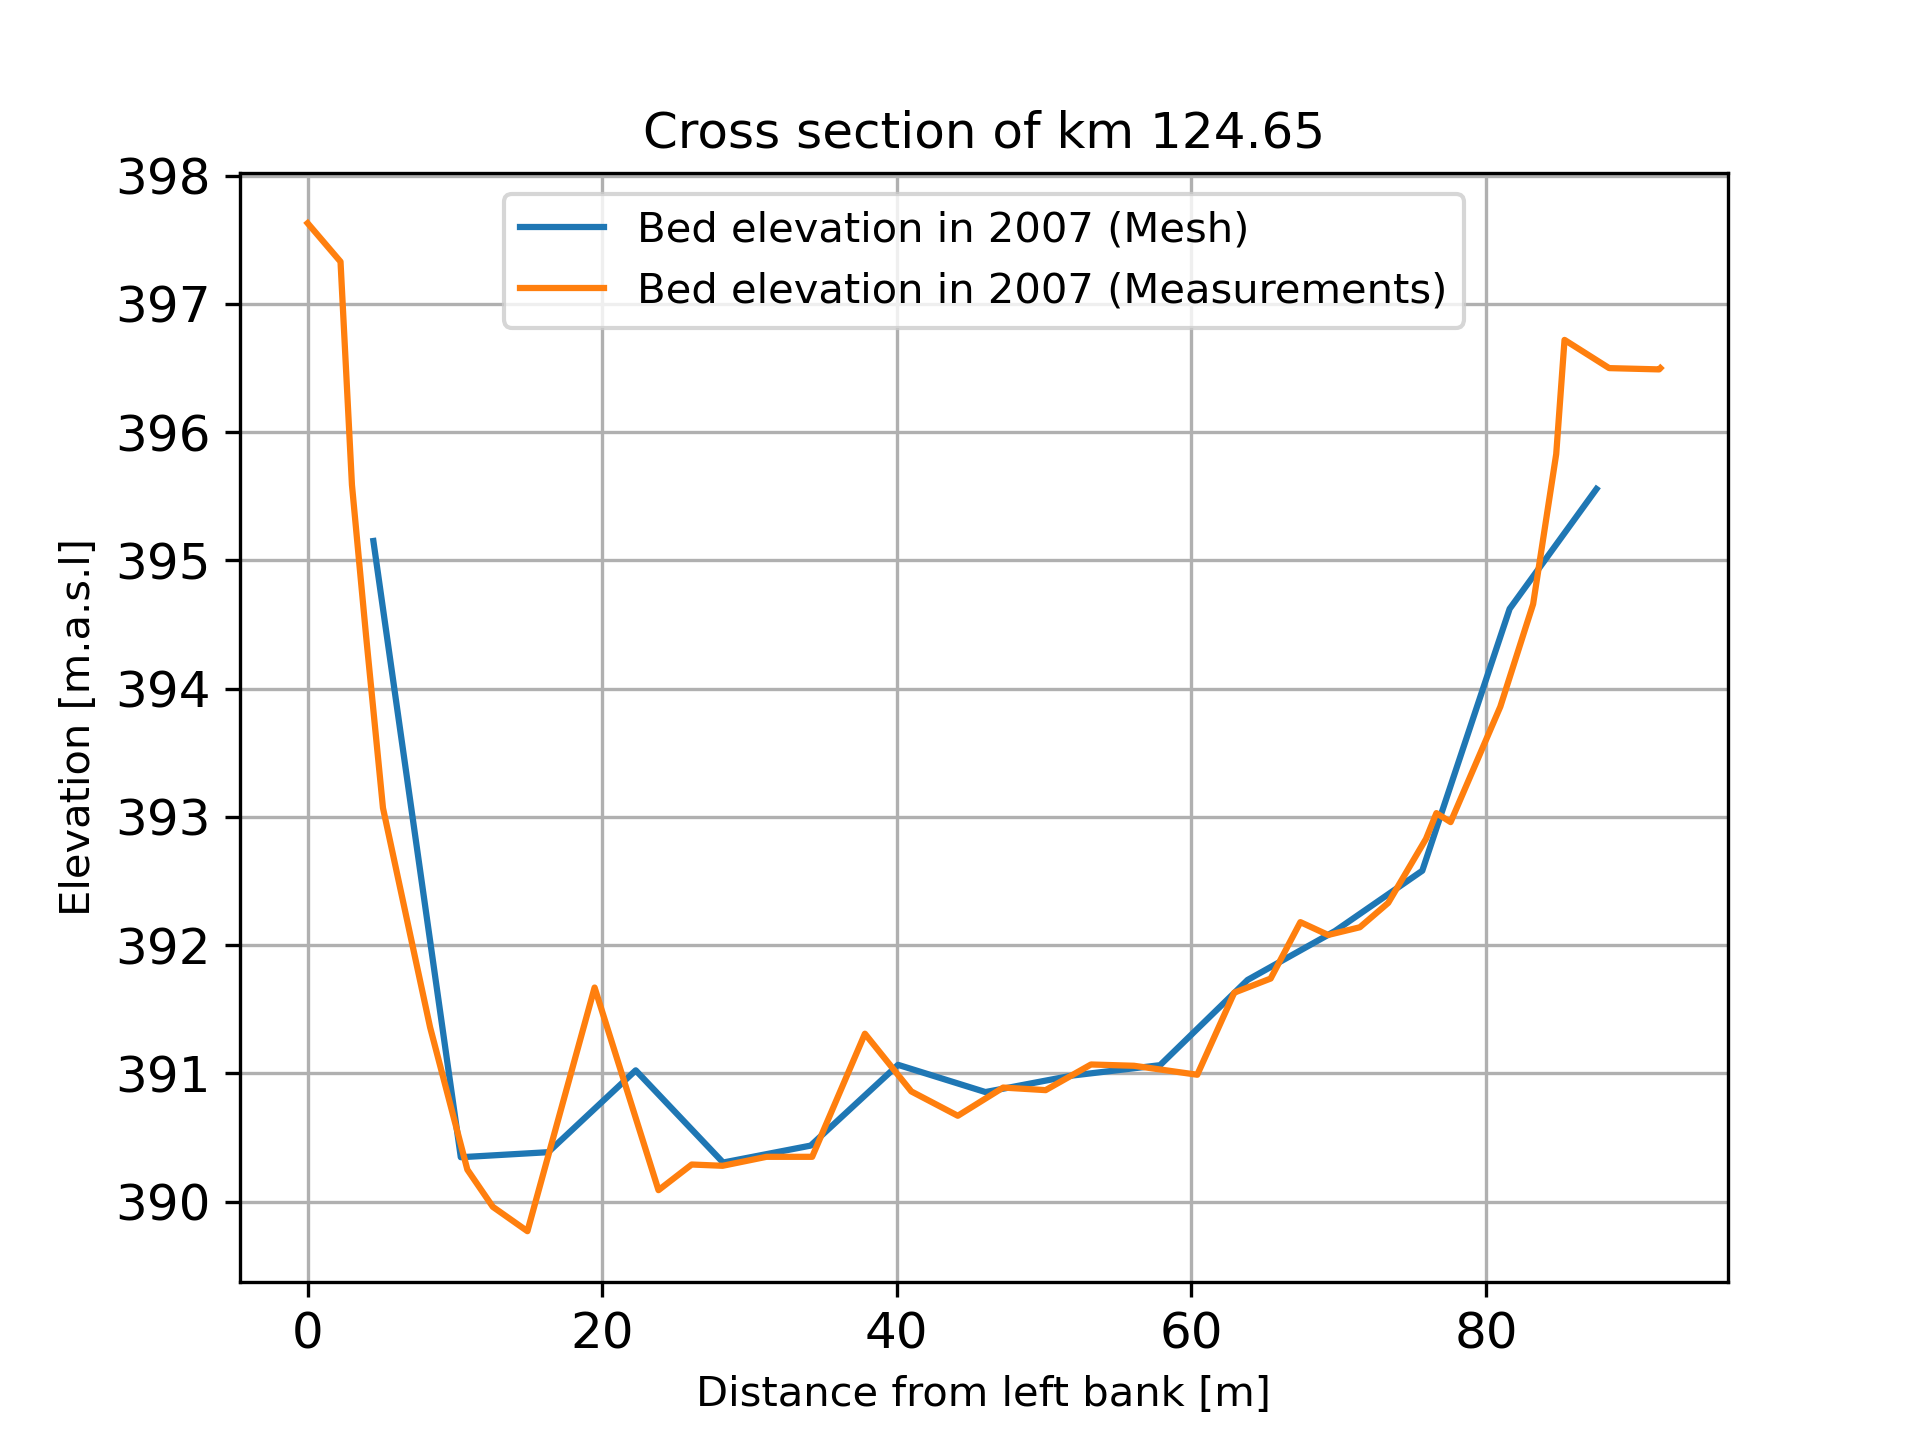 Cross section of km 124.65
Bed elevation in 2007 (Mesh)
Bed elevation in 2007 (Measurements)
Elevation [m.a.s.l]
398
397
396
395
394
393
392
391
390
0 20 40 60 80
Distance from left bank [m]